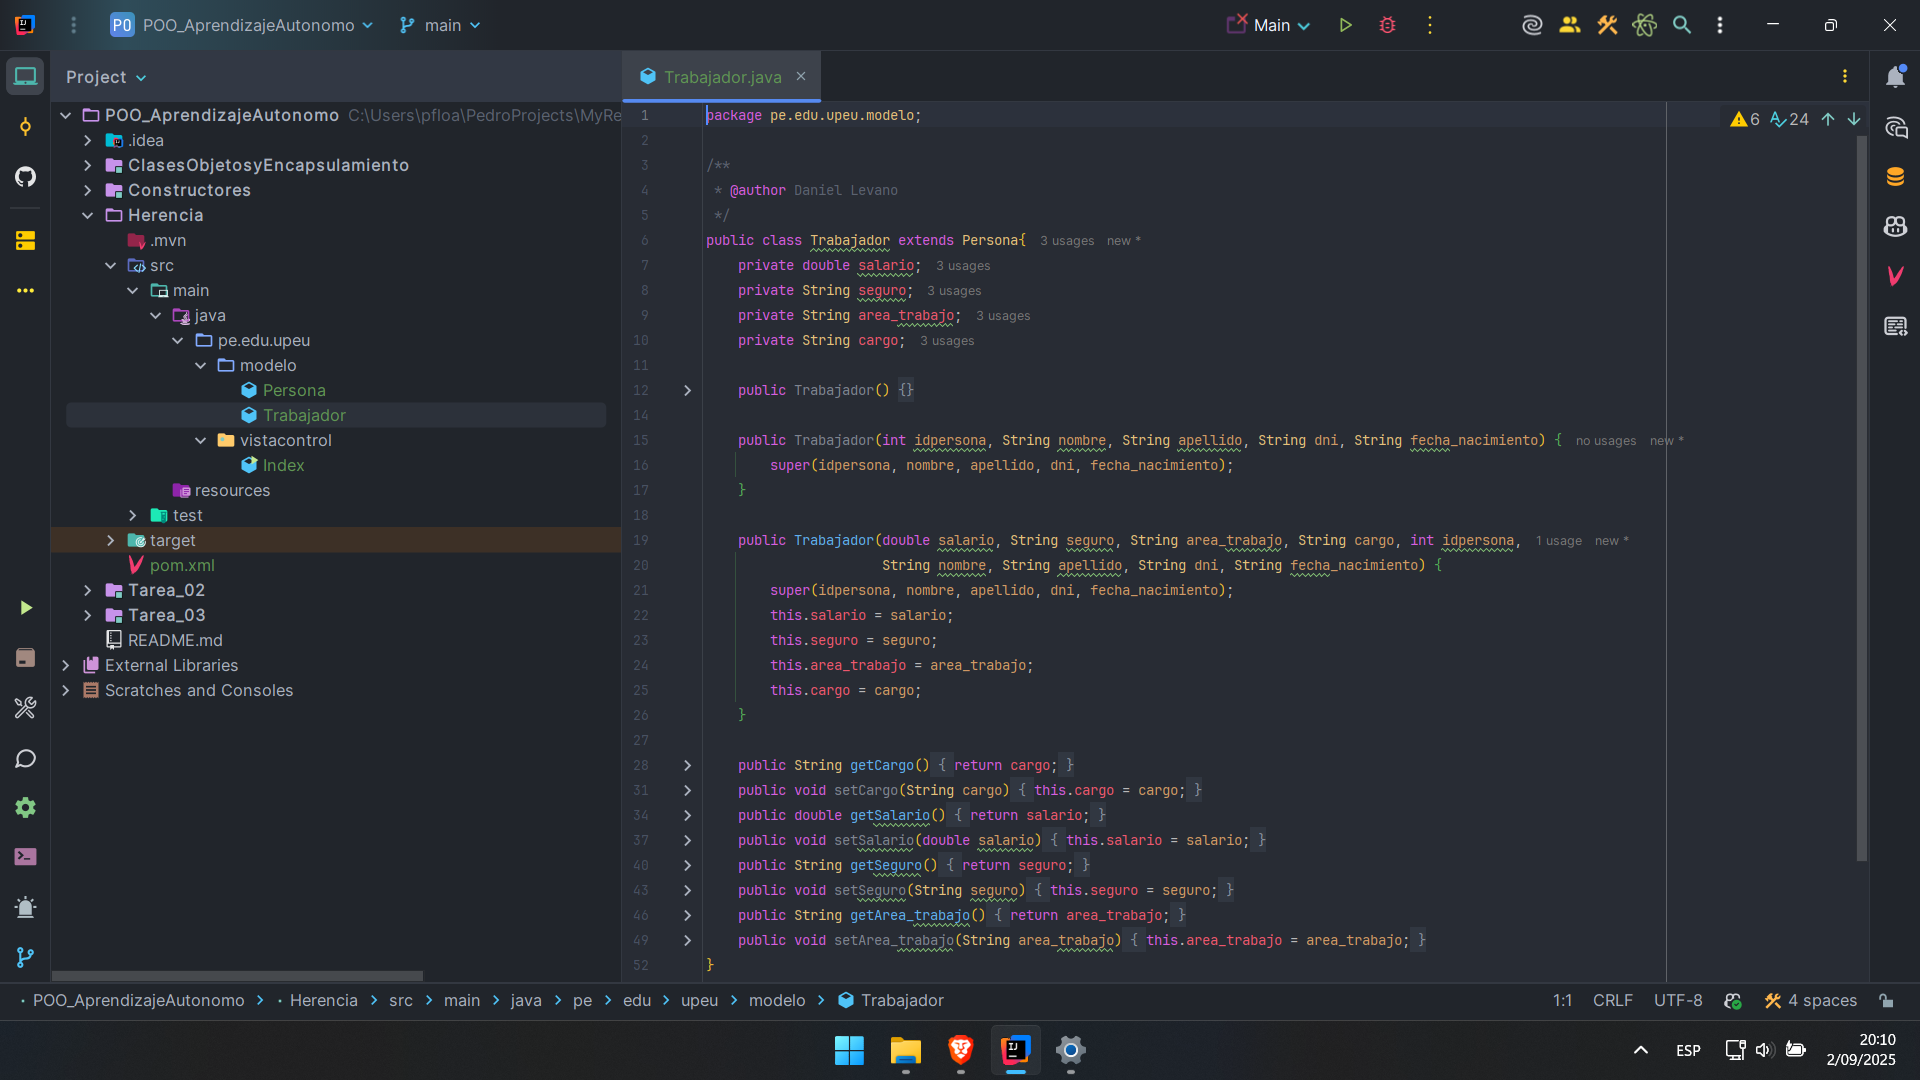 PO POO_AprendizajeAutonomo main Main
Project
Trabajador.java
POO_AprendizajeAutonomo C:\Users\pfloa\PedroProjects\MyRe
.idea
ClasesObjetosyEncapsulamiento
Constructores
Herencia
.mvn
src
main
java
pe.edu.upeu
modelo
Persona
Trabajador
vistacontrol
Index
resources
test
target
pom.xml
Tarea_02
Tarea_03
README.md
External Libraries
Scratches and Consoles
6 24
1 package pe.edu.upeu.modelo;
2
3 /**
4  * @author Daniel Levano
5  */
6 public class Trabajador extends Persona{ 3 usages new *
7     private double salario; 3 usages
8     private String seguro; 3 usages
9     private String area_trabajo; 3 usages
10     private String cargo; 3 usages
11
12     public Trabajador() {}
14
15     public Trabajador(int idpersona, String nombre, String apellido, String dni, String fecha_nacimiento) { no usages new *
16         super(idpersona, nombre, apellido, dni, fecha_nacimiento);
17     }
18
19     public Trabajador(double salario, String seguro, String area_trabajo, String cargo, int idpersona, 1 usage new *
20                       String nombre, String apellido, String dni, String fecha_nacimiento) {
21         super(idpersona, nombre, apellido, dni, fecha_nacimiento);
22         this.salario = salario;
23         this.seguro = seguro;
24         this.area_trabajo = area_trabajo;
25         this.cargo = cargo;
26     }
27
28     public String getCargo() { return cargo; }
31     public void setCargo(String cargo) { this.cargo = cargo; }
34     public double getSalario() { return salario; }
37     public void setSalario(double salario) { this.salario = salario; }
40     public String getSeguro() { return seguro; }
43     public void setSeguro(String seguro) { this.seguro = seguro; }
46     public String getArea_trabajo() { return area_trabajo; }
49     public void setArea_trabajo(String area_trabajo) { this.area_trabajo = area_trabajo; }
52 }
POO_AprendizajeAutonomo > Herencia > src > main > java > pe > edu > upeu > modelo > Trabajador
1:1 CRLF UTF-8 4 spaces
ESP
20:10
2/09/2025